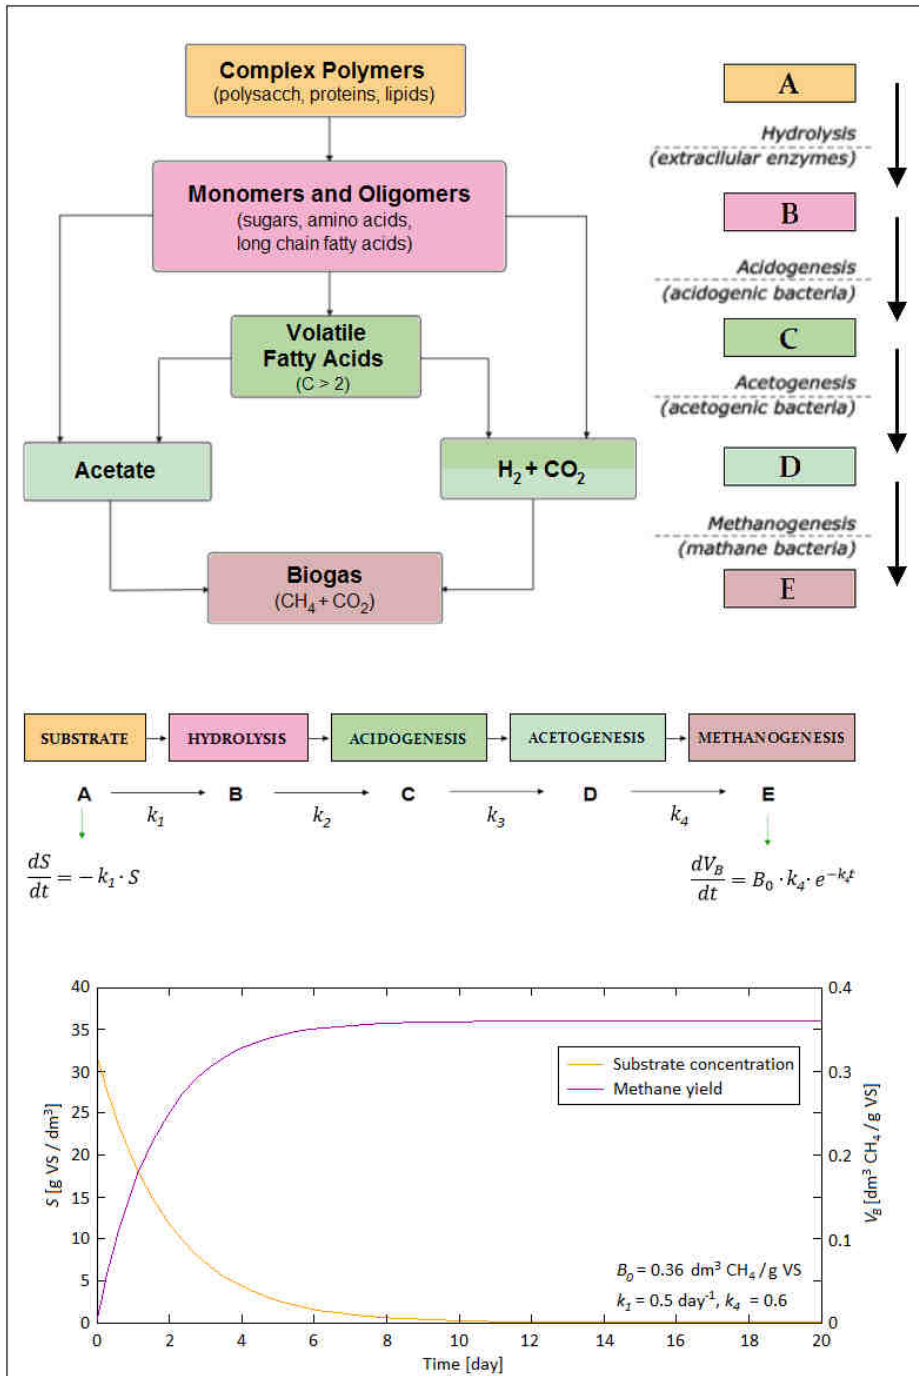 Complex Polymers
(polysacch, proteins, lipids)
Monomers and Oligomers
(sugars, amino acids,
long chain fatty acids)
Volatile
Fatty Acids
(C > 2)
Acetate
H₂ + CO₂
Biogas
(CH₄ + CO₂)
A
Hydrolysis
(extracllular enzymes)
B
Acidogenesis
(acidogenic bacteria)
C
Acetogenesis
(acetogenic bacteria)
D
Methanogenesis
(mathane bacteria)
E
SUBSTRATE
HYDROLYSIS
ACIDOGENESIS
ACETOGENESIS
METHANOGENESIS
A k₁ B k₂ C k₃ D k₄ E
dS/dt = − k₁ · S
dV_B/dt = B₀ · k₄ · e^(−k₄t)
40
35
30
25
20
15
10
5
0
S [g VS / dm³]
0.4
0.3
0.2
0.1
0
V_B [dm³ CH₄ / g VS]
Substrate concentration
Methane yield
B₀ = 0.36 dm³ CH₄ / g VS
k₁ = 0.5 day⁻¹, k₄ = 0.6
0 2 4 6 8 10 12 14 16 18 20
Time [day]